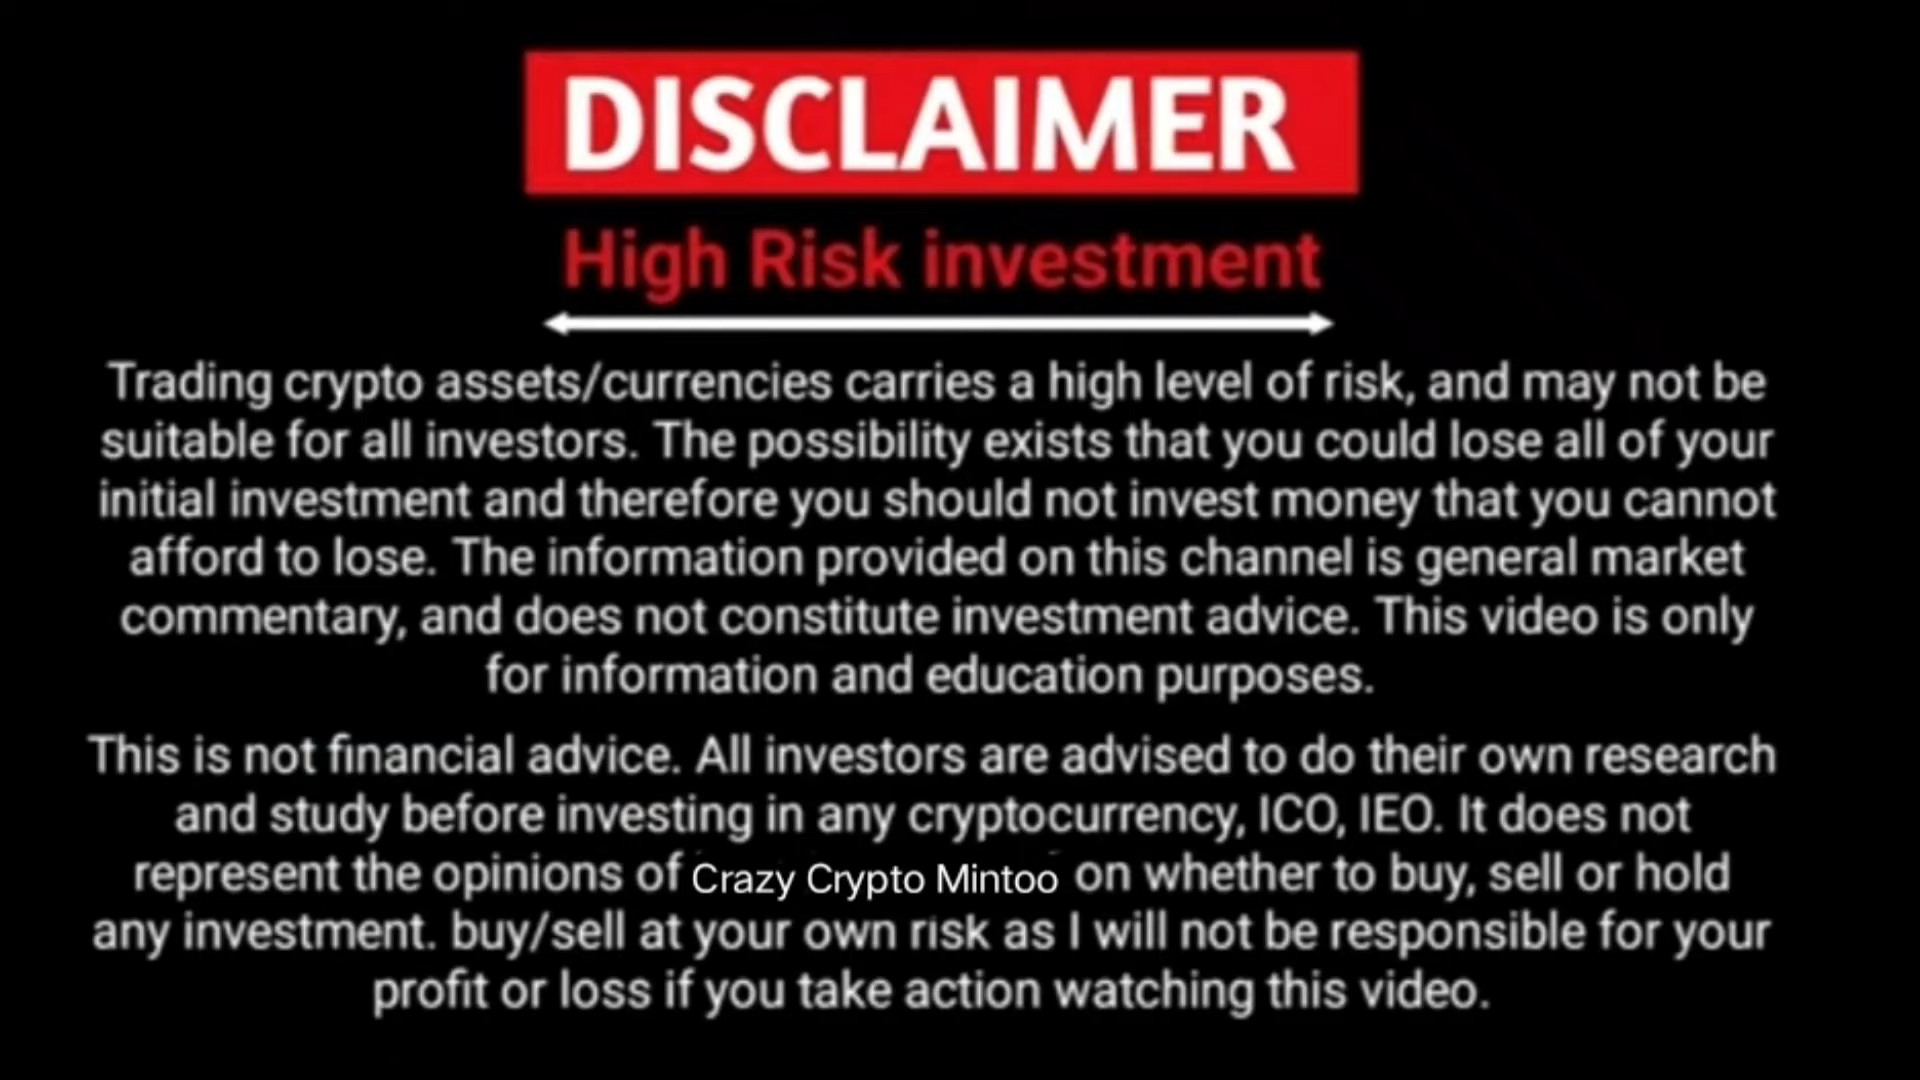 DISCLAIMER
High Risk investment
Trading crypto assets/currencies carries a high level of risk, and may not be
suitable for all investors. The possibility exists that you could lose all of your
initial investment and therefore you should not invest money that you cannot
afford to lose. The information provided on this channel is general market
commentary, and does not constitute investment advice. This video is only
for information and education purposes.
This is not financial advice. All investors are advised to do their own research
and study before investing in any cryptocurrency, ICO, IEO. It does not
represent the opinions of Crazy Crypto Mintoo on whether to buy, sell or hold
any investment. buy/sell at your own risk as I will not be responsible for your
profit or loss if you take action watching this video.